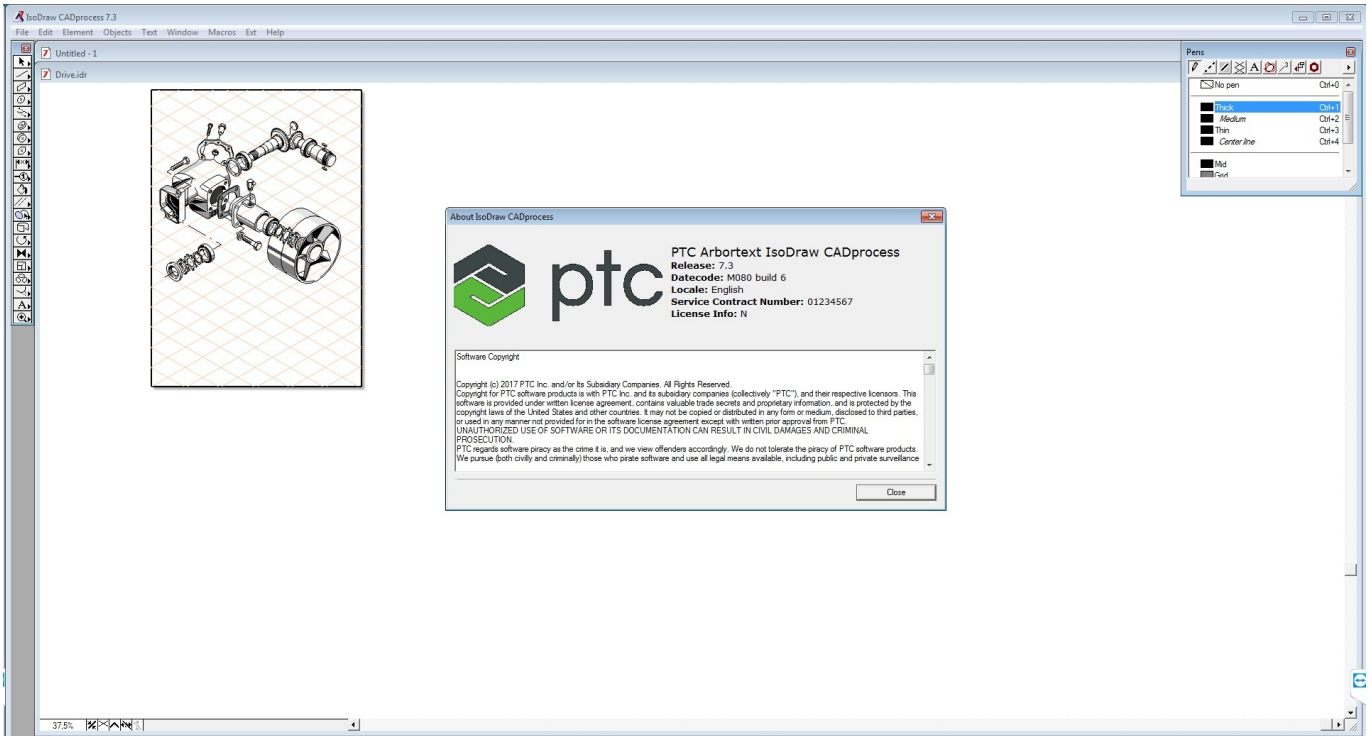 IsoDraw CADprocess 7.3
File Edit Element Objects Text Window Macros Ext Help
Untitled - 1
Drive.idr
Pens
No pen Ctrl+0
Thick Ctrl+1
Medium Ctrl+2
Thin Ctrl+3
Center line Ctrl+4
Mid
Grid
About IsoDraw CADprocess
ptc
PTC Arbortext IsoDraw CADprocess
Release: 7.3
Datecode: M080 build 6
Locale: English
Service Contract Number: 01234567
License Info: N
Software Copyright
Copyright (c) 2017 PTC Inc. and/or Its Subsidiary Companies. All Rights Reserved.
Copyright for PTC software products is with PTC Inc. and its subsidiary companies (collectively "PTC"), and their respective licensors. This
software is provided under written license agreement, contains valuable trade secrets and proprietary information, and is protected by the
copyright laws of the United States and other countries. It may not be copied or distributed in any form or medium, disclosed to third parties,
or used in any manner not provided for in the software license agreement except with written prior approval from PTC.
UNAUTHORIZED USE OF SOFTWARE OR ITS DOCUMENTATION CAN RESULT IN CIVIL DAMAGES AND CRIMINAL
PROSECUTION.
PTC regards software piracy as the crime it is, and we view offenders accordingly. We do not tolerate the piracy of PTC software products.
We pursue (both civilly and criminally) those who pirate software and use all legal means available, including public and private surveillance
Close
37.5%